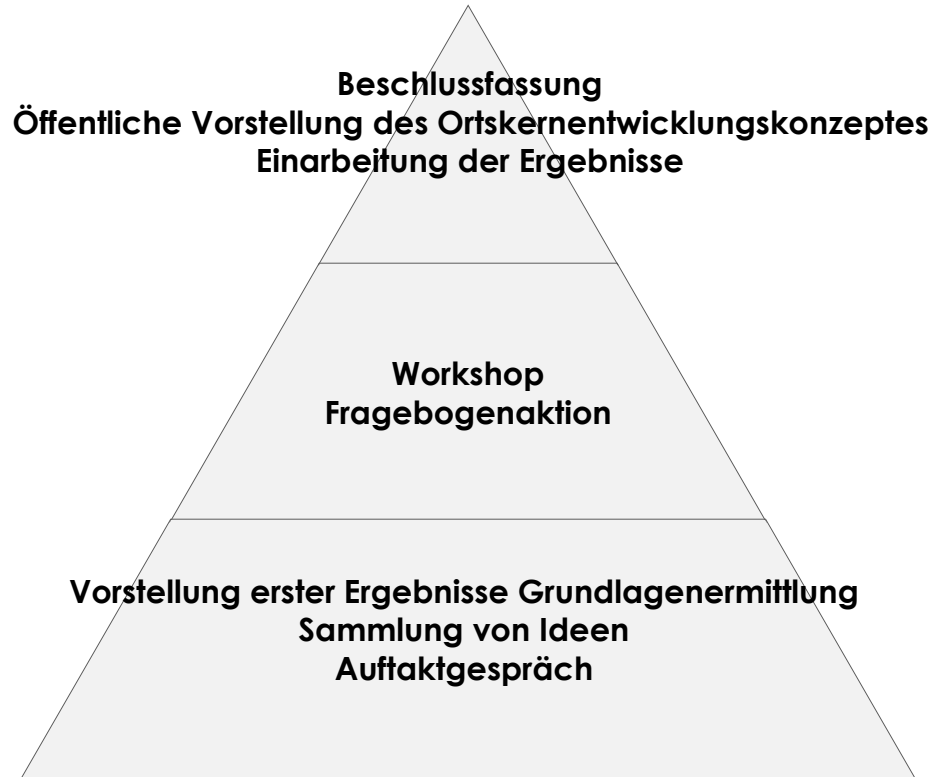 Beschlussfassung
Öffentliche Vorstellung des Ortskernentwicklungskonzeptes
Einarbeitung der Ergebnisse
Workshop
Fragebogenaktion
Vorstellung erster Ergebnisse Grundlagenermittlung
Sammlung von Ideen
Auftaktgespräch